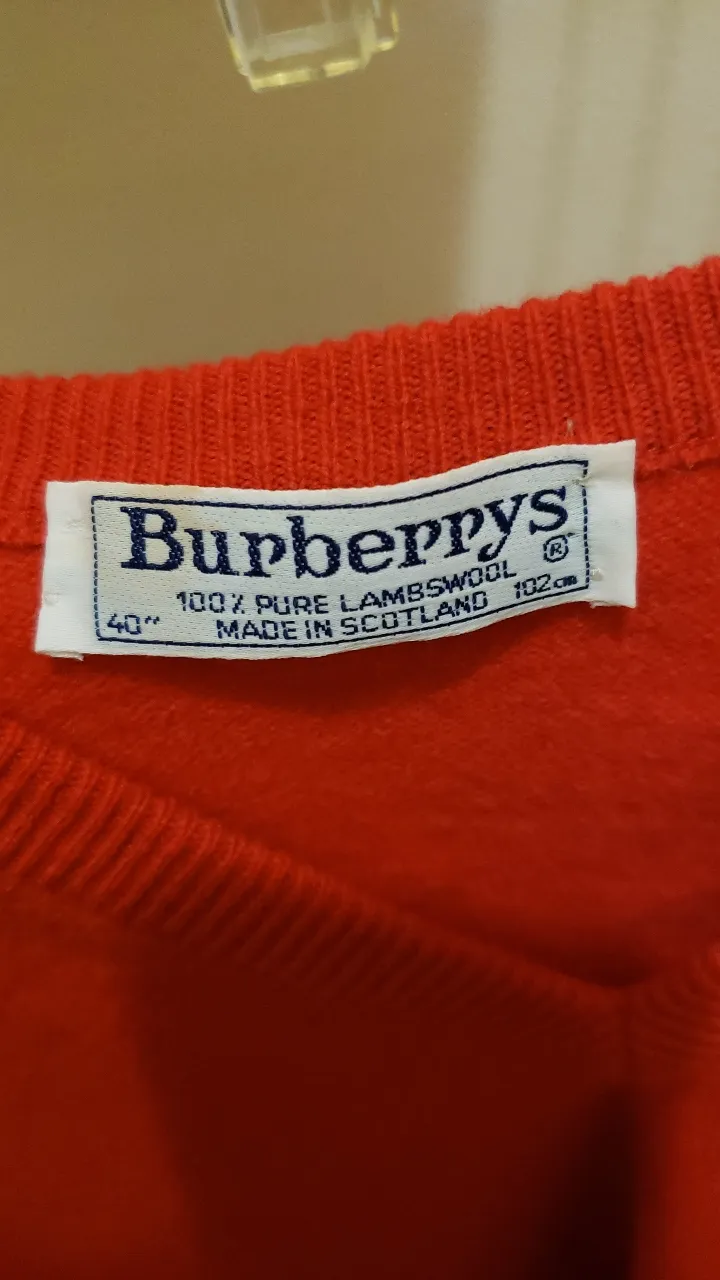 Burberrys
®
100% PURE LAMBSWOOL
40" MADE IN SCOTLAND 102cm